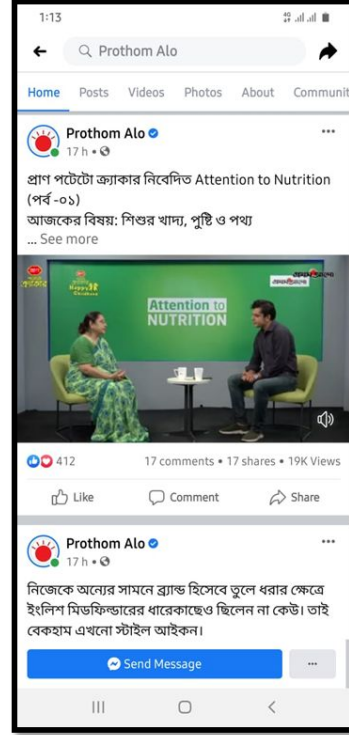 1:13
Prothom Alo
Home Posts Videos Photos About Communit
Prothom Alo
17 h
প্রাণ পটেটো ক্র্যাকার নিবেদিত Attention to Nutrition
(পর্ব -০১)
আজকের বিষয়: শিশুর খাদ্য, পুষ্টি ও পথ্য
... See more
Attention to
NUTRITION
412 17 comments • 17 shares • 19K Views
Like Comment Share
Prothom Alo
17 h
নিজেকে অন্যের সামনে ব্র্যান্ড হিসেবে তুলে ধরার ক্ষেত্রে
ইংলিশ মিডফিল্ডারের ধারেকাছেও ছিলেন না কেউ। তাই
বেকহাম এখনো স্টাইল আইকন।
Send Message